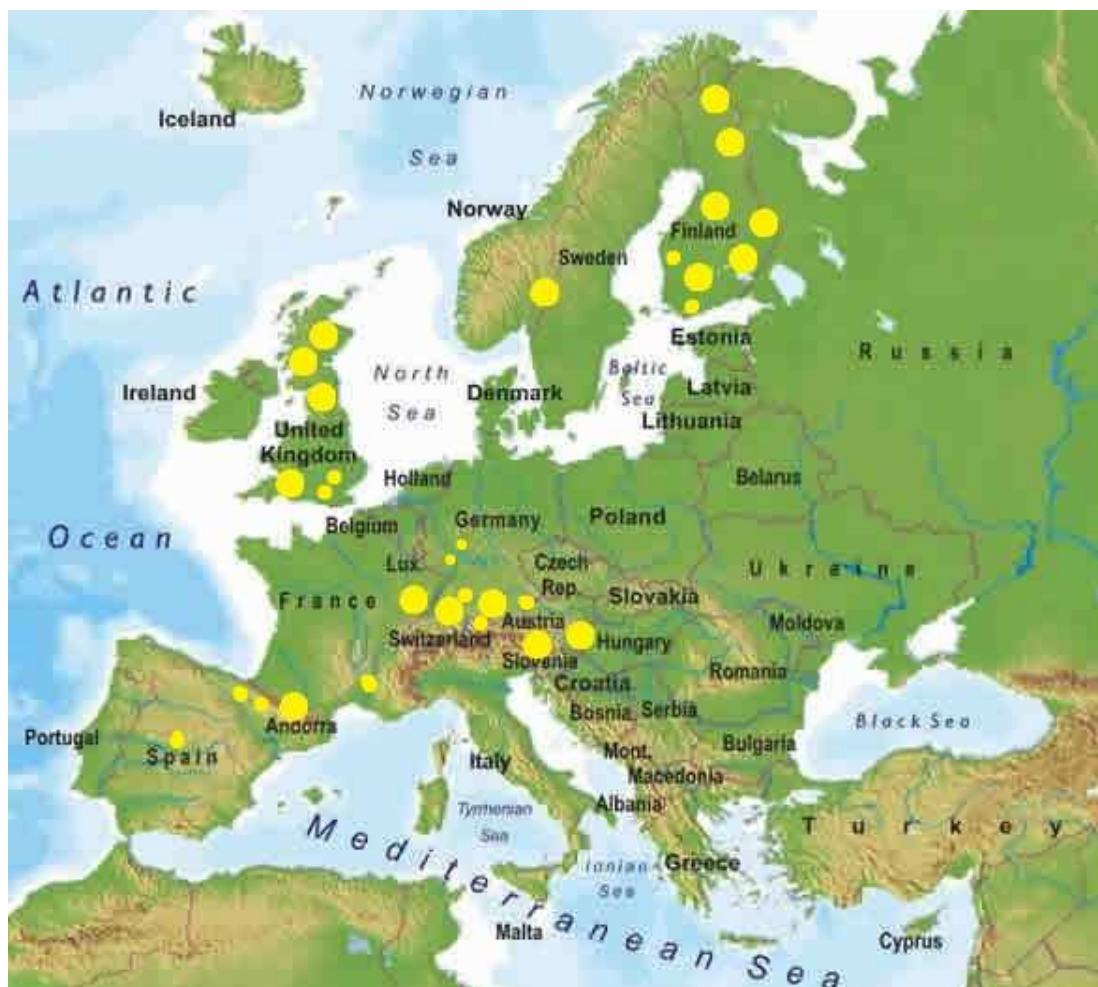 Norwegian
Sea
Iceland
Norway
Sweden
Finland
Atlantic
Estonia
Russia
North
Sea
Baltic
Sea
Ireland
Denmark
Latvia
Lithuania
United
Kingdom
Holland
Belarus
Ocean
Belgium
Germany
Poland
Lux.
Czech
Rep.
Ukraine
France
Slovakia
Switzerland
Austria
Moldova
Hungary
Slovenia
Romania
Croatia
Portugal
Spain
Andorra
Bosnia
Serbia
Black Sea
Bulgaria
Italy
Mont.
Macedonia
Tyrrhenian
Sea
Albania
Turkey
Mediterranean Sea
Ionian
Sea
Greece
Malta
Cyprus